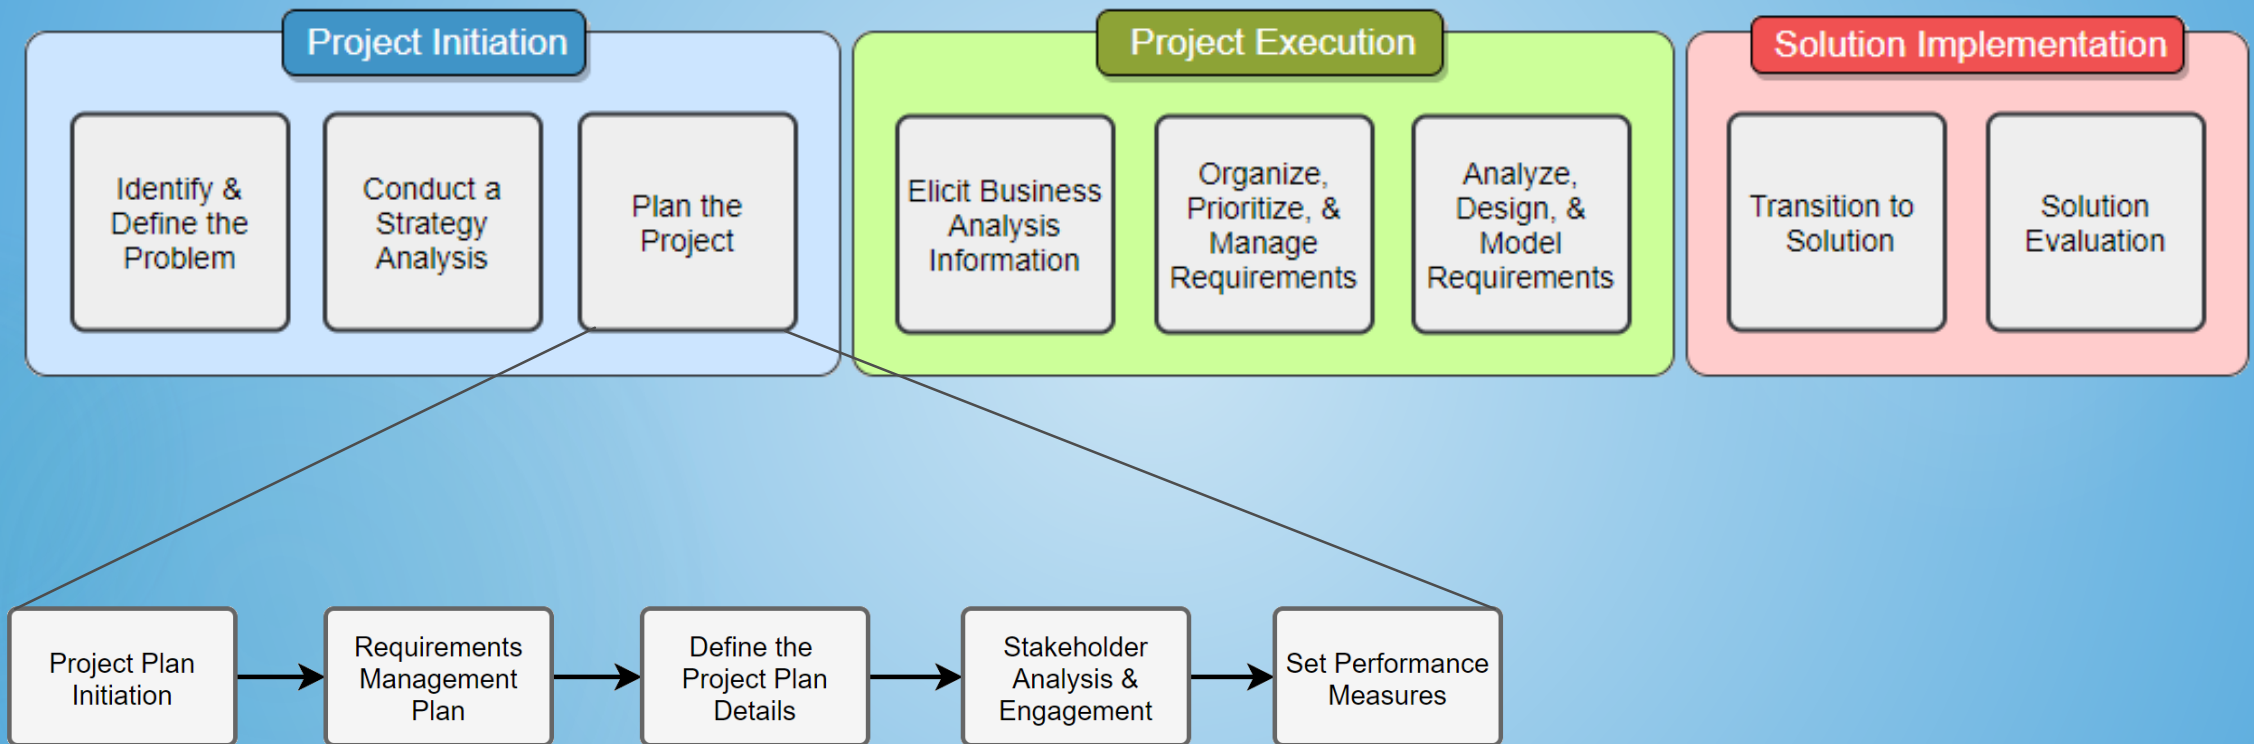 Project Initiation
Identify &
Define the
Problem
Conduct a
Strategy
Analysis
Plan the
Project
Project Execution
Elicit Business
Analysis
Information
Organize,
Prioritize, &
Manage
Requirements
Analyze,
Design, &
Model
Requirements
Solution Implementation
Transition to
Solution
Solution
Evaluation
Project Plan
Initiation
Requirements
Management
Plan
Define the
Project Plan
Details
Stakeholder
Analysis &
Engagement
Set Performance
Measures